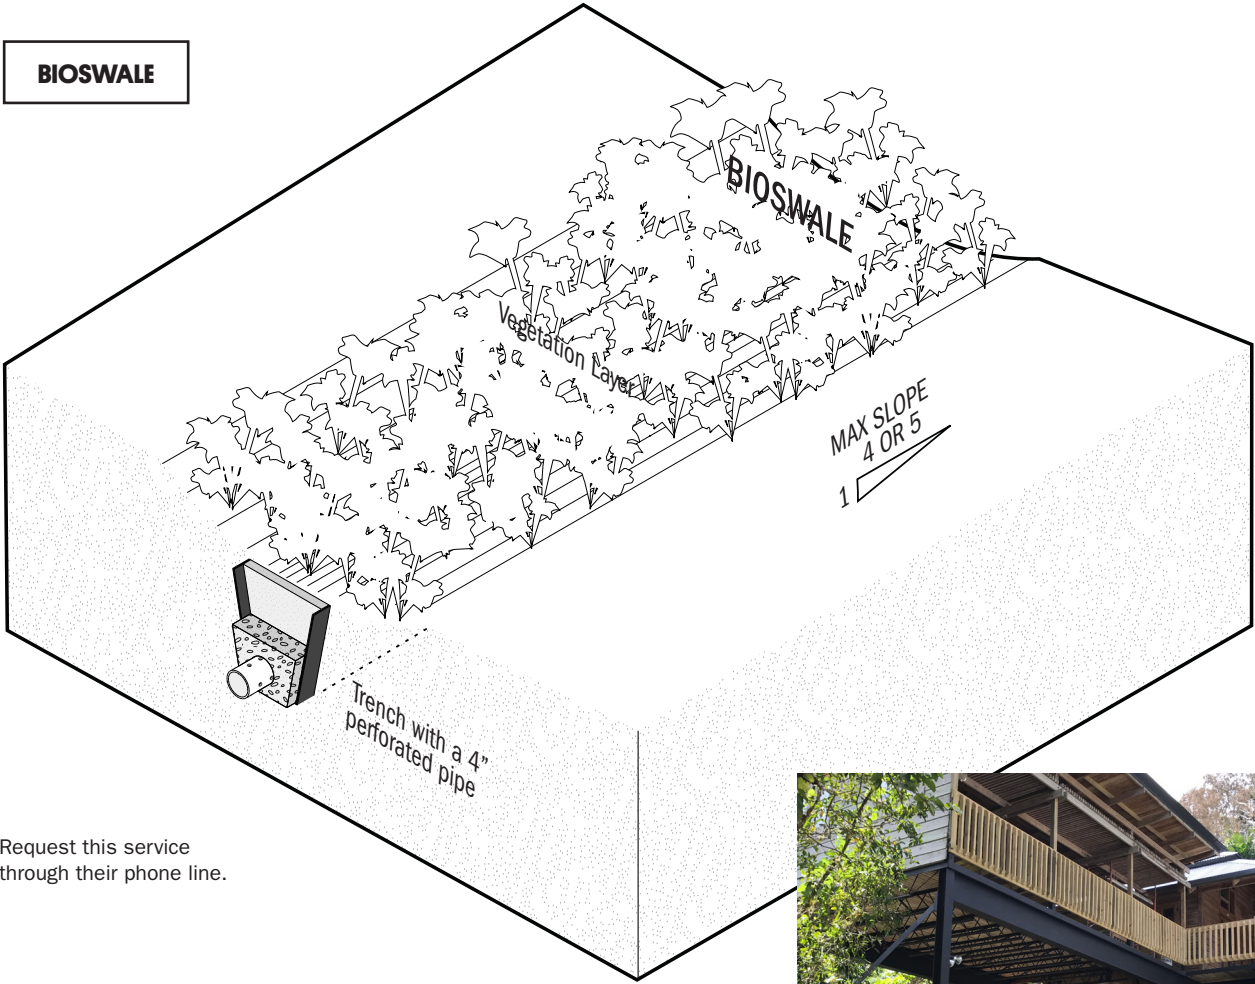 BIOSWALE
BIOSWALE
Vegetation Layer
MAX SLOPE
4 OR 5
1
Trench with a 4”
perforated pipe
Request this service
through their phone line.